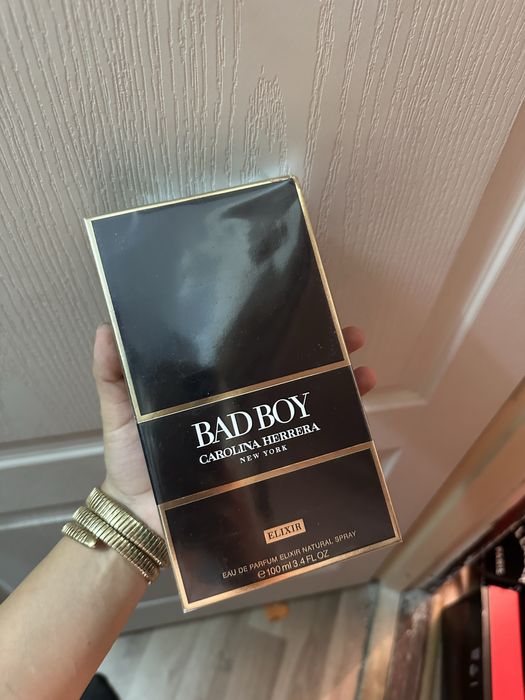 BAD BOY
CAROLINA HERRERA
NEW YORK
ELIXIR
EAU DE PARFUM ELIXIR NATURAL SPRAY
℮ 100 ml 3.4 FL OZ